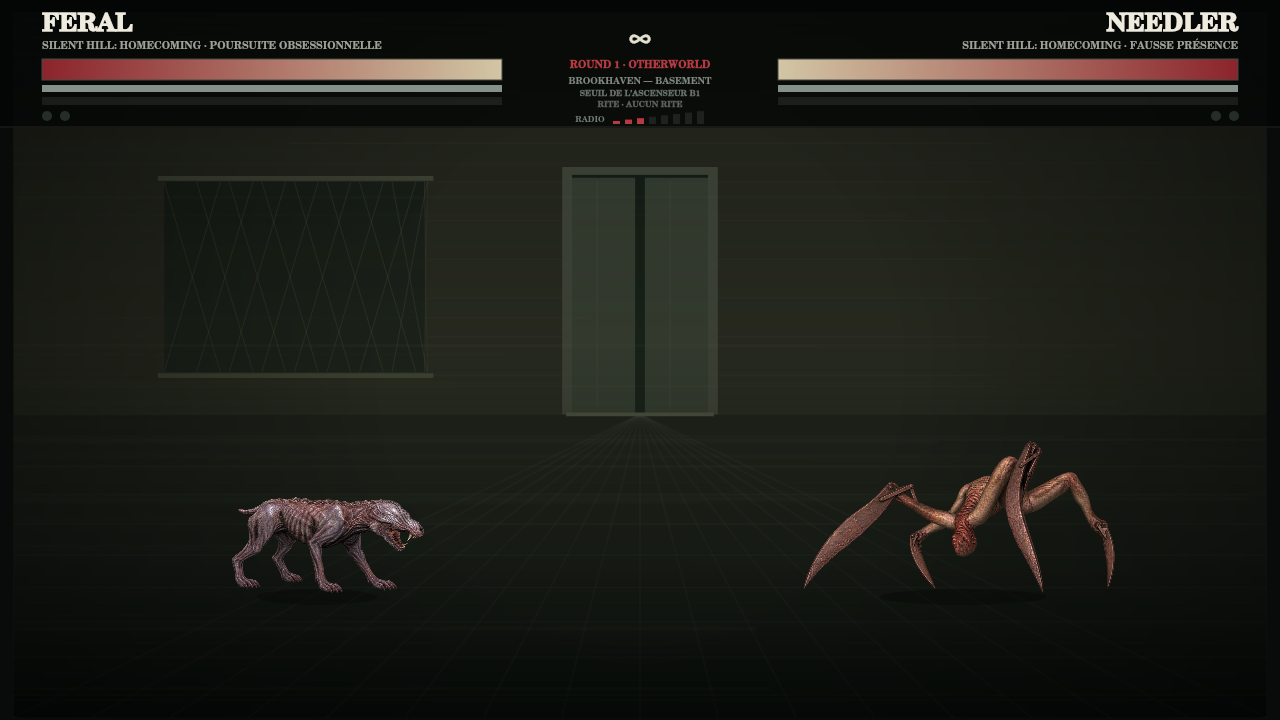 FERAL
SILENT HILL: HOMECOMING · POURSUITE OBSESSIONNELLE
∞
ROUND 1 · OTHERWORLD
BROOKHAVEN — BASEMENT
SEUIL DE L'ASCENSEUR B1
RITE · AUCUN RITE
RADIO
NEEDLER
SILENT HILL: HOMECOMING · FAUSSE PRÉSENCE